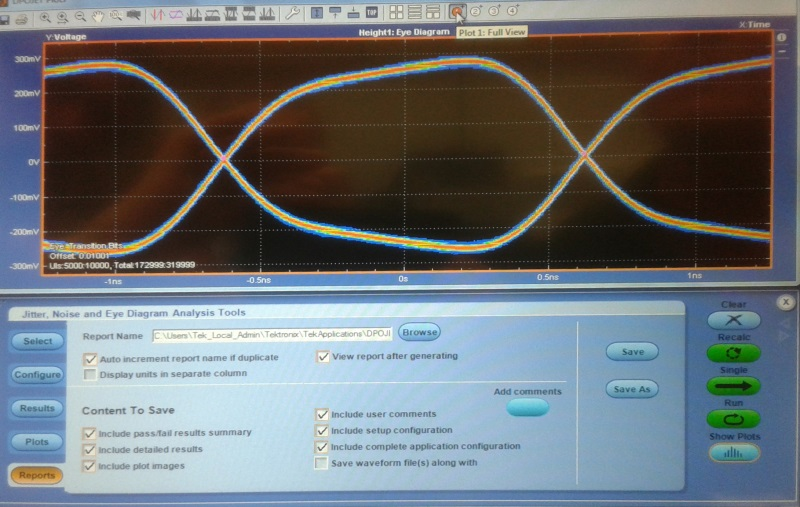 X:Time
Y:Voltage
Height1: Eye Diagram
Plot 1: Full View
300mV
200mV
100mV
0V
-100mV
-200mV
-300mV
Offset: 0.01001
UIs:5000:10000, Total:172999:319999
-1ns
-0.5ns
0s
0.5ns
1ns
Jitter, Noise and Eye Diagram Analysis Tools
Clear
Select
Report Name
C:\Users\Tek_Local_Admin\Tektronix\TekApplications\DPOJI
Browse
Recalc
Auto increment report name if duplicate
View report after generating
Save
Configure
Display units in separate column
Single
Add comments
Save As
Results
Content To Save
Include user comments
Run
Include pass/fail results summary
Include setup configuration
Plots
Include detailed results
Include complete application configuration
Show Plots
Include plot images
Save waveform file(s) along with
Reports